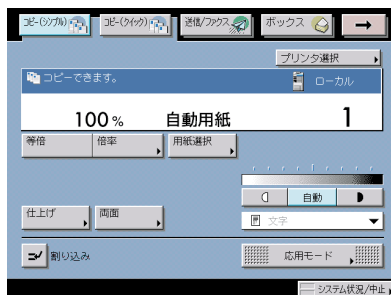 コピー(シンプル) コピー(クイック) 送信/ファクス ボックス
プリンタ選択
コピーできます。 ローカル
100% 自動用紙 1
等倍 倍率 用紙選択
自動
仕上げ 両面 文字
割り込み 応用モード
システム状況/中止